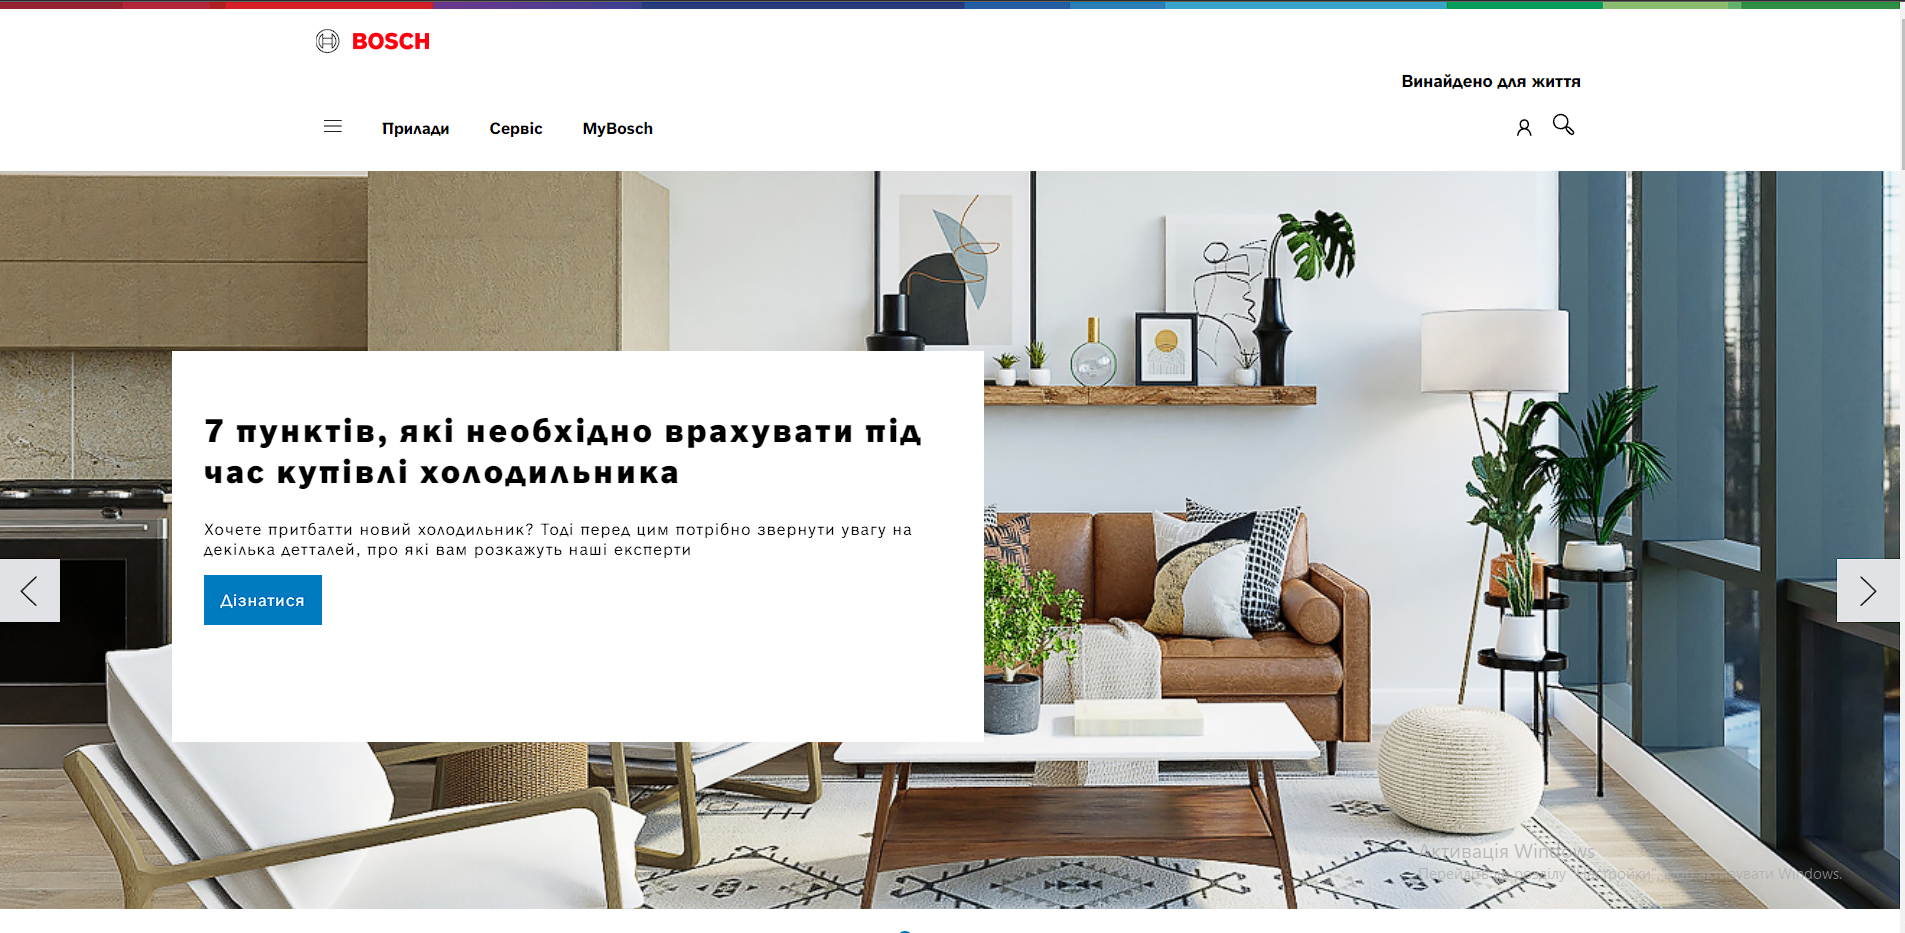 BOSCH
Винайдено для життя
Прилади Сервіс MyBosch
7 пунктів, які необхідно врахувати під
час купівлі холодильника
Хочете притбатти новий холодильник? Тоді перед цим потрібно звернути увагу на
декілька детталей, про які вам розкажуть наші експерти
Дізнатися
Активація Windows
Перейдіть до розділу "Настройки", щоб активувати Windows.